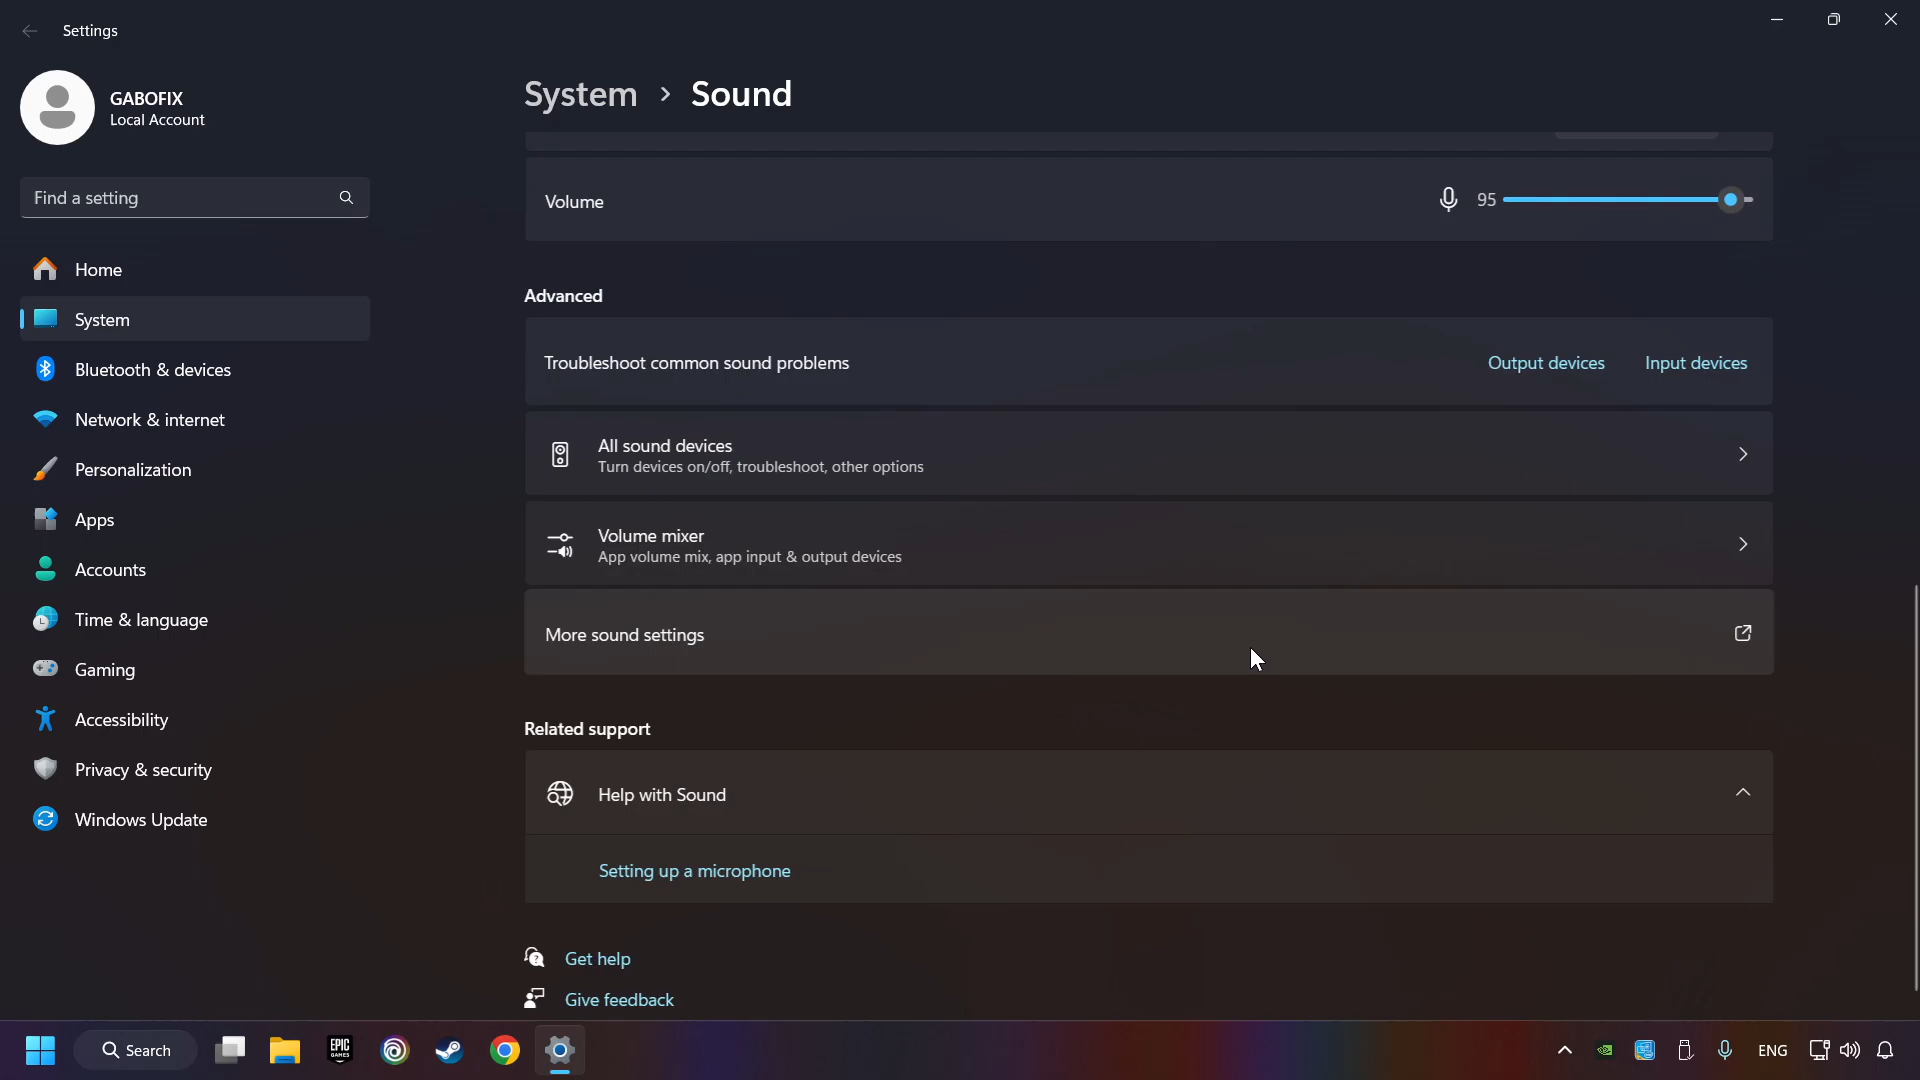 Settings
GABOFIX
Local Account
Find a setting
Home
System
Bluetooth & devices
Network & internet
Personalization
Apps
Accounts
Time & language
Gaming
Accessibility
Privacy & security
Windows Update
System > Sound
Volume
95
Advanced
Troubleshoot common sound problems
Output devices
Input devices
All sound devices
Turn devices on/off, troubleshoot, other options
Volume mixer
App volume mix, app input & output devices
More sound settings
Related support
Help with Sound
Setting up a microphone
Get help
Give feedback
Search
EPIC
GAMES
ENG